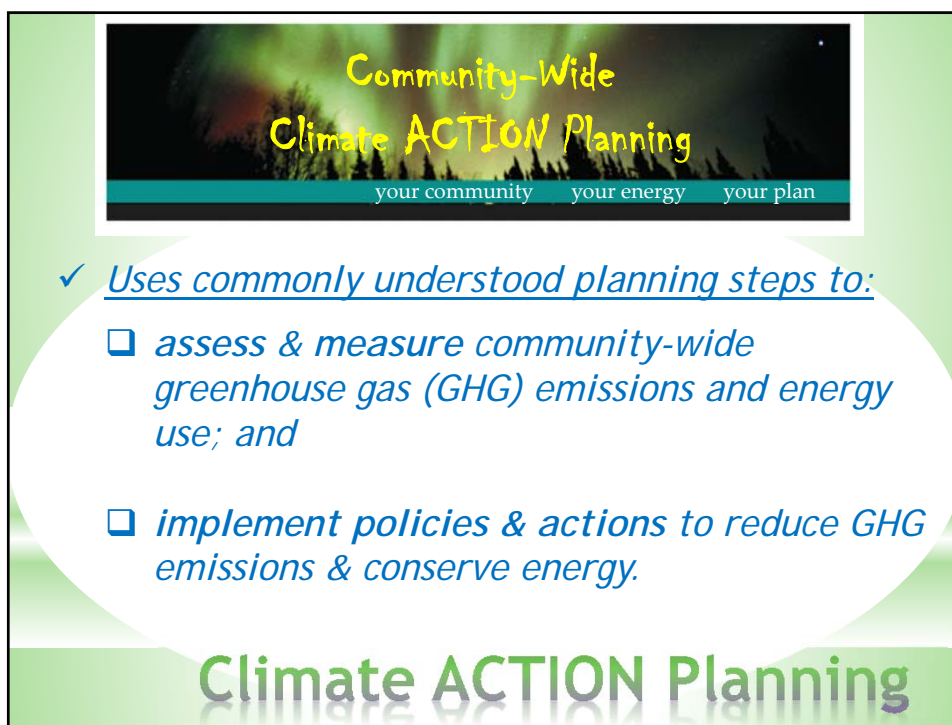 Community-Wide
Climate ACTION Planning
your community your energy your plan
✓ Uses commonly understood planning steps to:
❑ assess & measure community-wide
greenhouse gas (GHG) emissions and energy
use; and
❑ implement policies & actions to reduce GHG
emissions & conserve energy.
Climate ACTION Planning